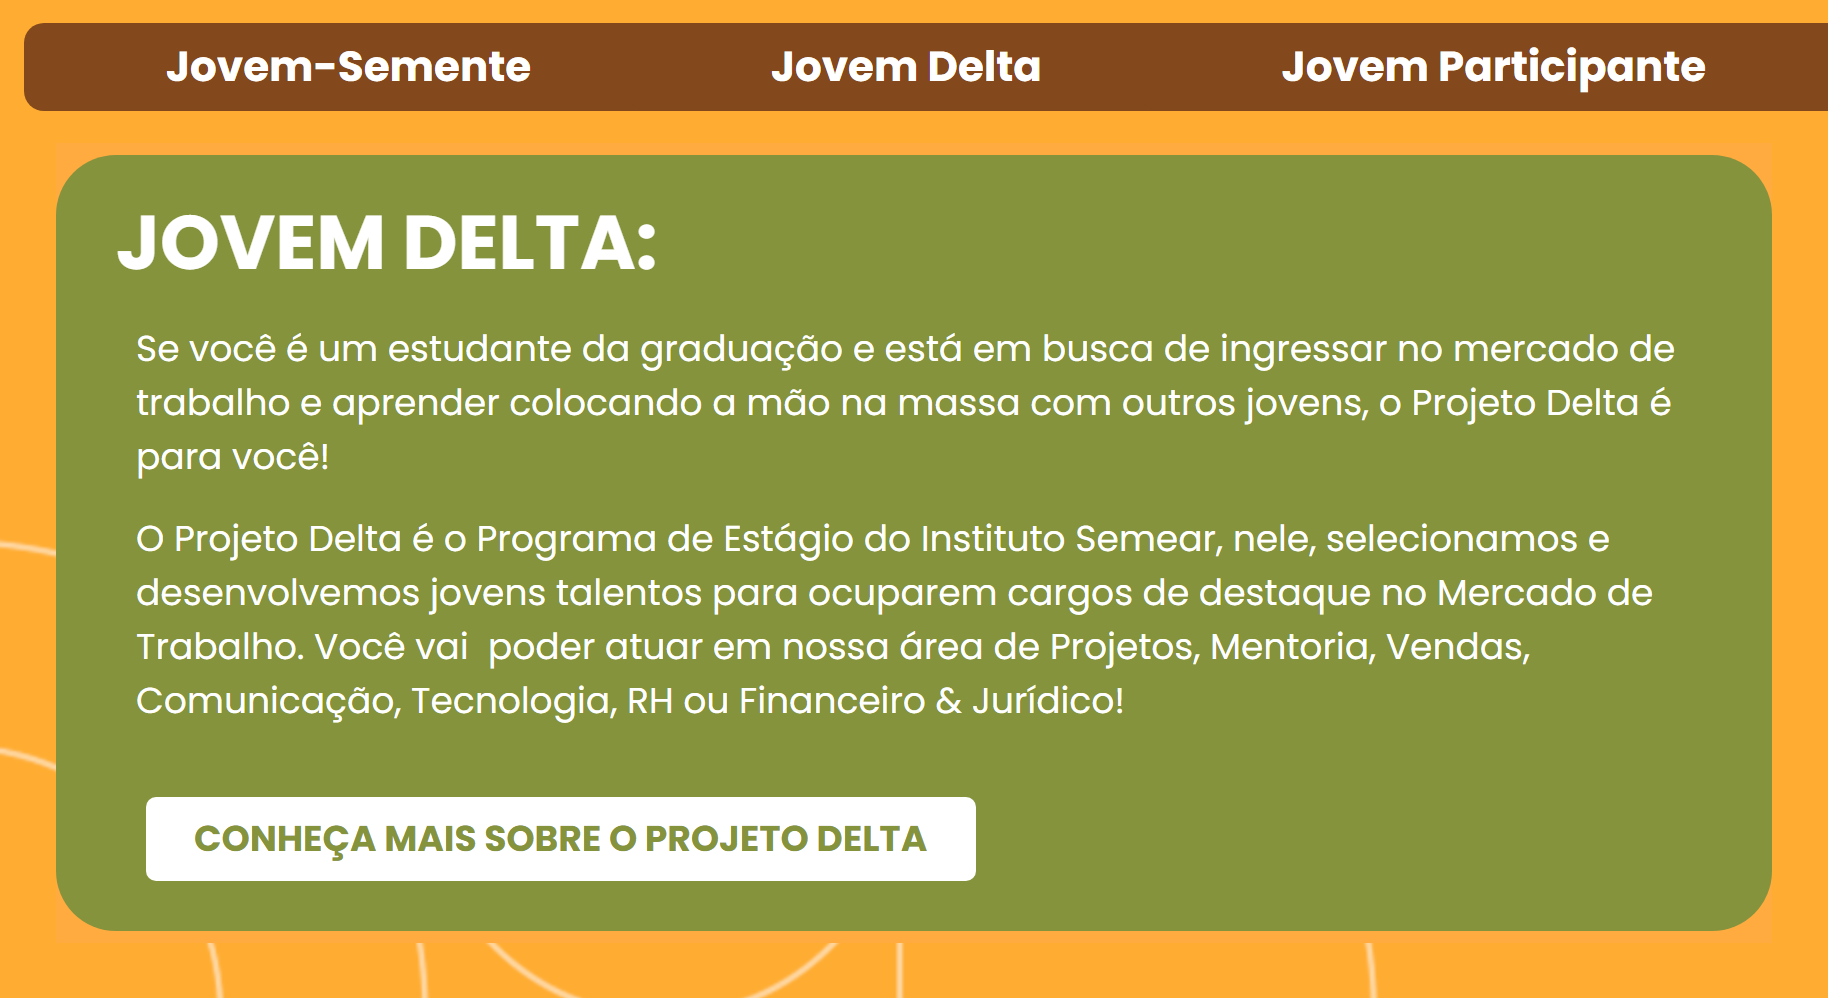 Jovem-Semente Jovem Delta Jovem Participante
JOVEM DELTA:
Se você é um estudante da graduação e está em busca de ingressar no mercado de
trabalho e aprender colocando a mão na massa com outros jovens, o Projeto Delta é
para você!
O Projeto Delta é o Programa de Estágio do Instituto Semear, nele, selecionamos e
desenvolvemos jovens talentos para ocuparem cargos de destaque no Mercado de
Trabalho. Você vai  poder atuar em nossa área de Projetos, Mentoria, Vendas,
Comunicação, Tecnologia, RH ou Financeiro & Jurídico!
CONHEÇA MAIS SOBRE O PROJETO DELTA